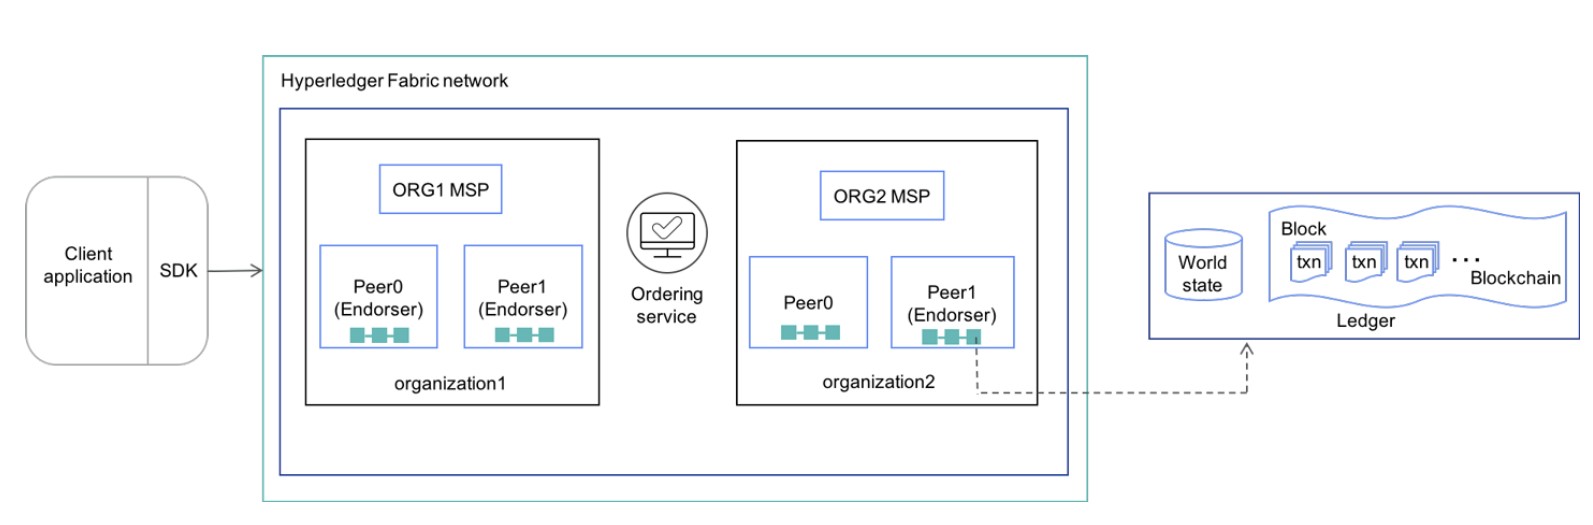 Hyperledger Fabric network
Client
application
SDK
ORG1 MSP
Peer0
(Endorser)
Peer1
(Endorser)
organization1
Ordering
service
ORG2 MSP
Peer0
Peer1
(Endorser)
organization2
World
state
Block
txn
txn
txn
...
Blockchain
Ledger